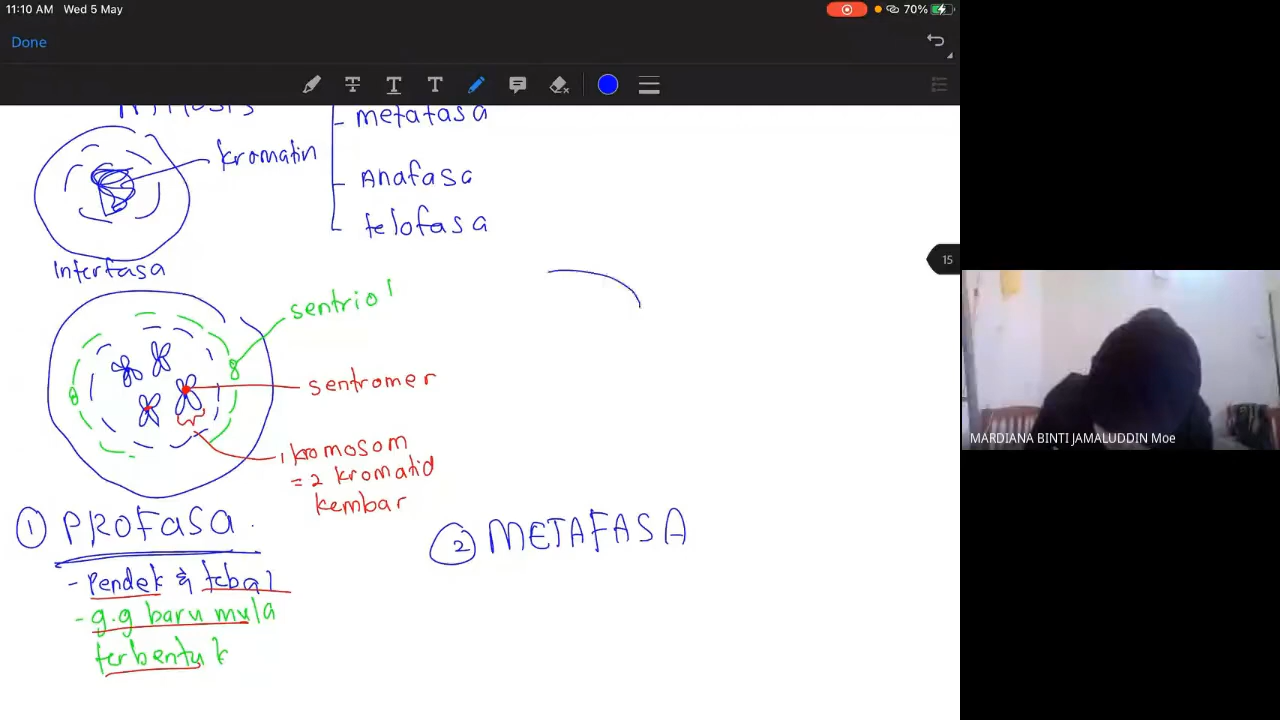 11:10 AM Wed 5 May
70%
Done
T T T
mitosis
metafasa
kromatin
Anafasa
telofasa
Interfasa
15
sentriol
sentromer
1 kromosom
= 2 kromatid
kembar
① PROFASA
- Pendek & tebal
- g.g baru mula
terbentuk
② METAFASA
MARDIANA BINTI JAMALUDDIN Moe